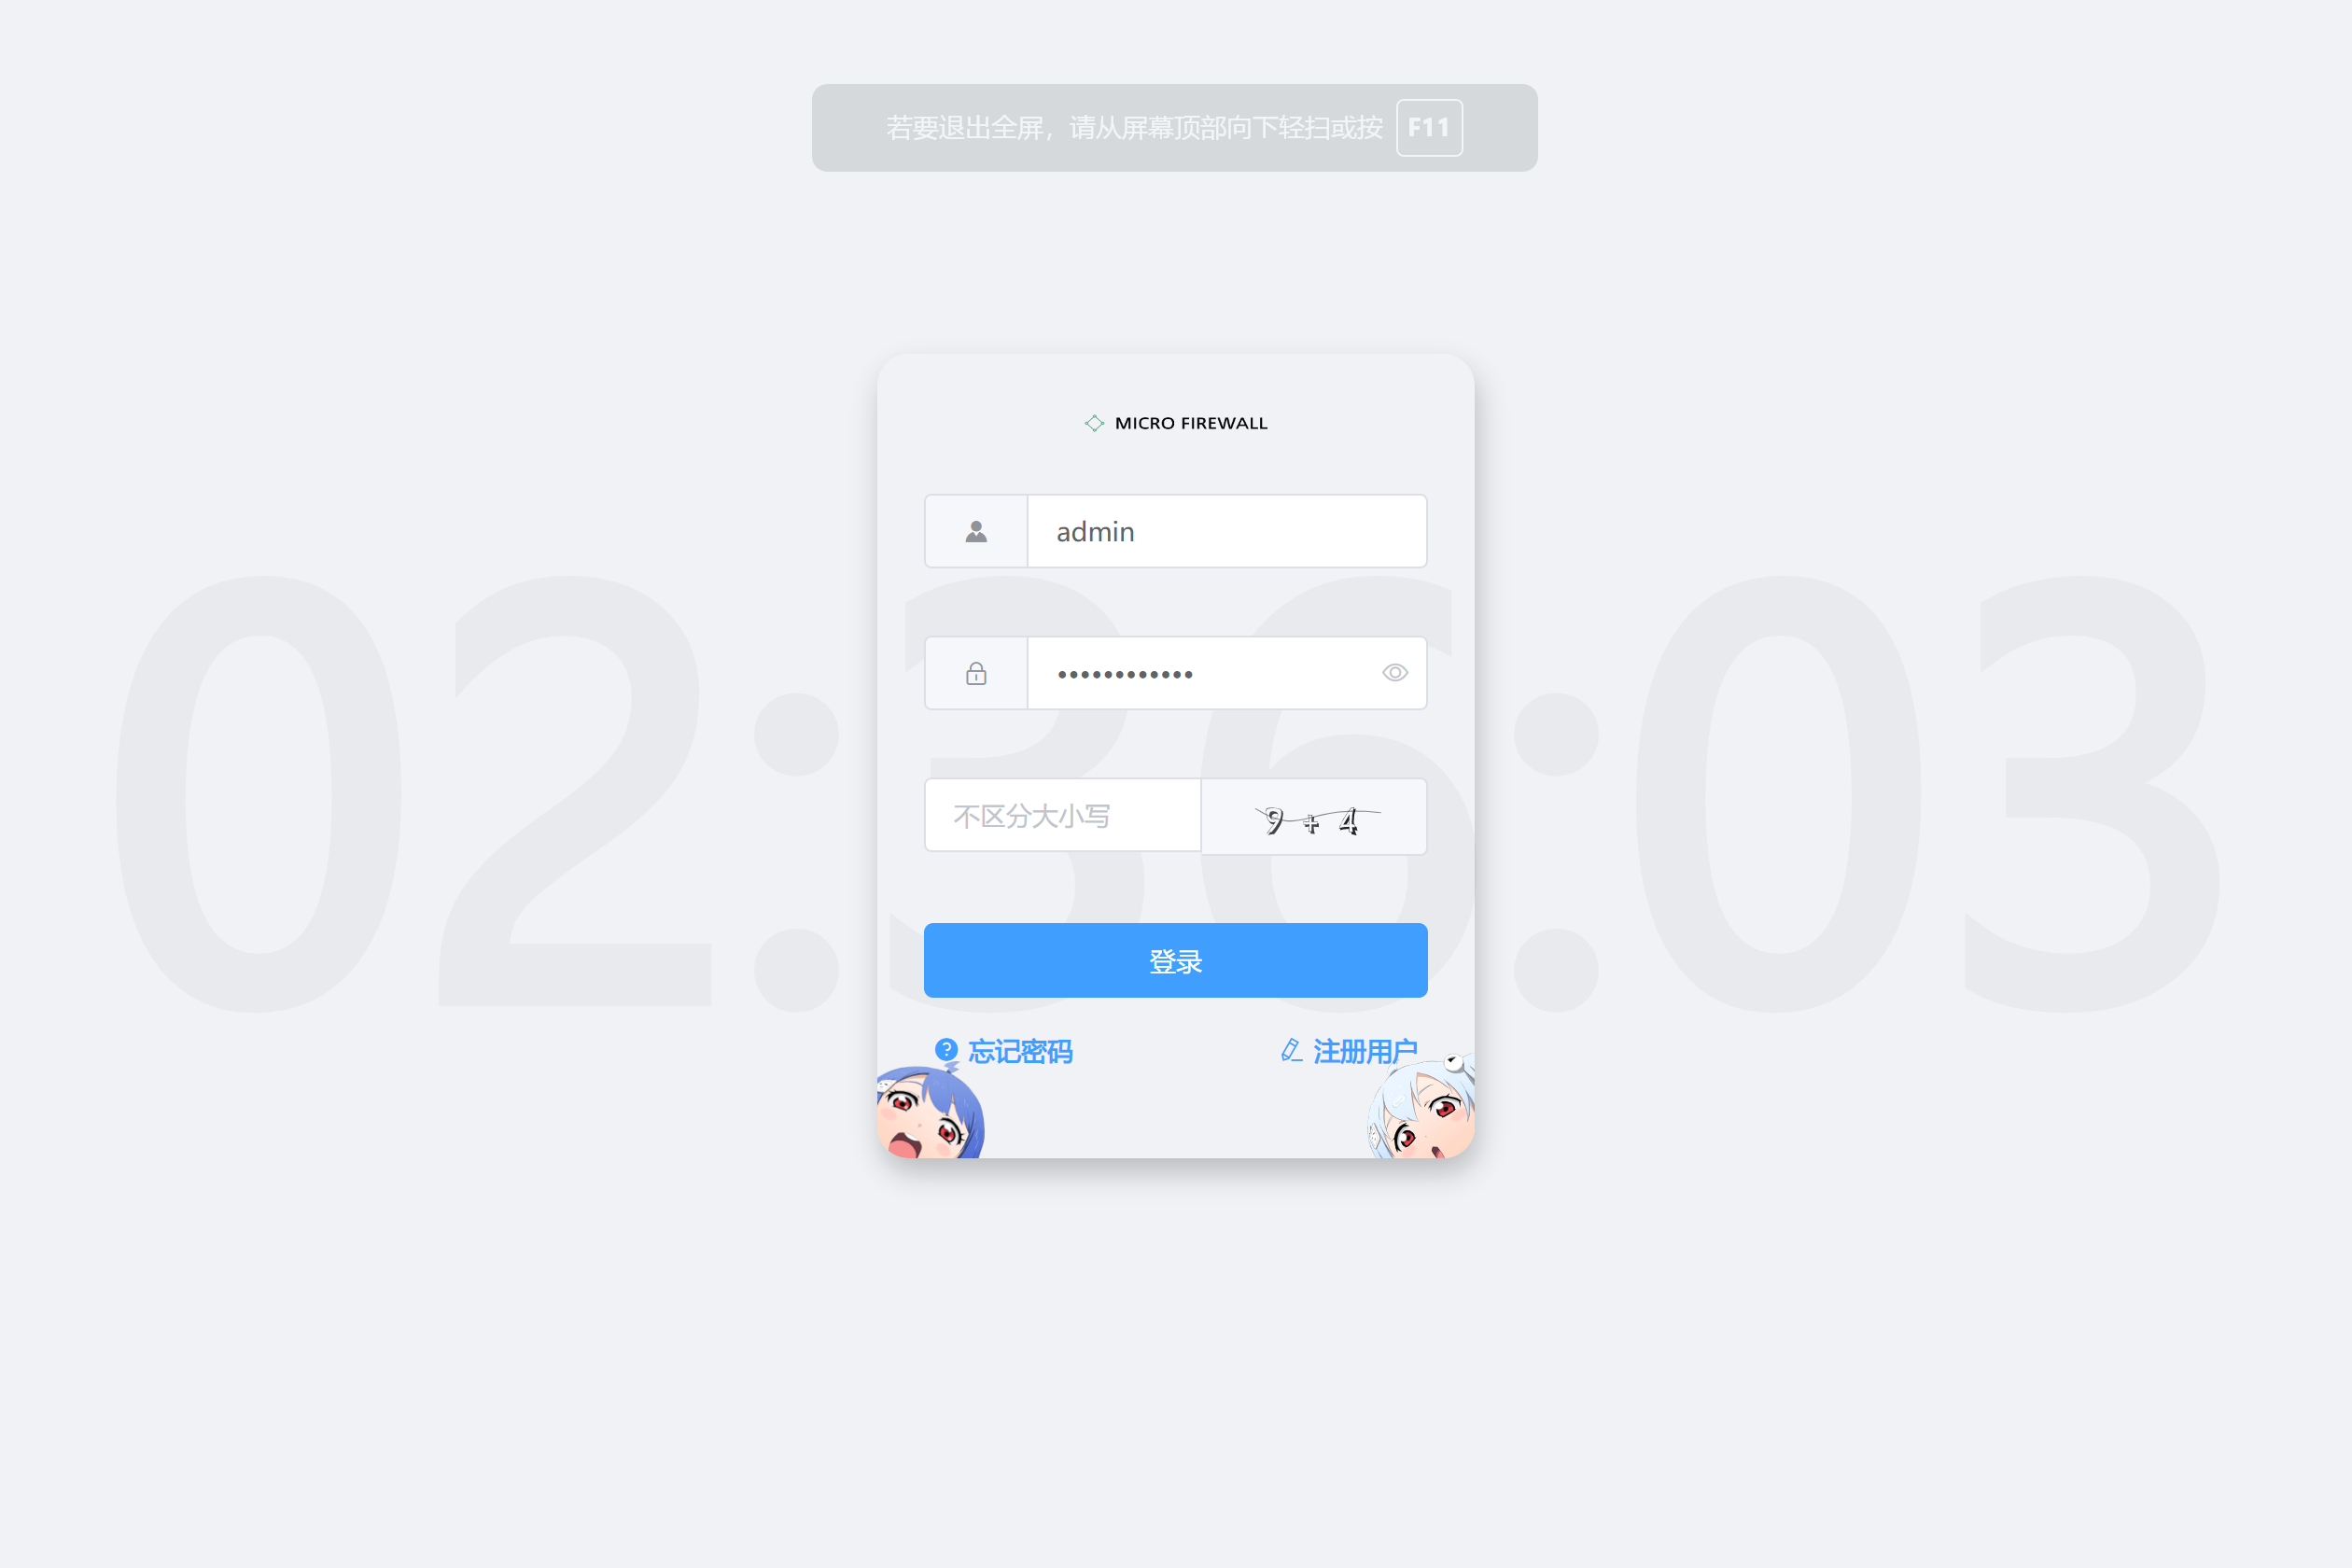 若要退出全屏，请从屏幕顶部向下轻扫或按 F11
MICRO FIREWALL
admin
••••••••••••
不区分大小写
9 + 4
登录
忘记密码
注册用户
02:36:03